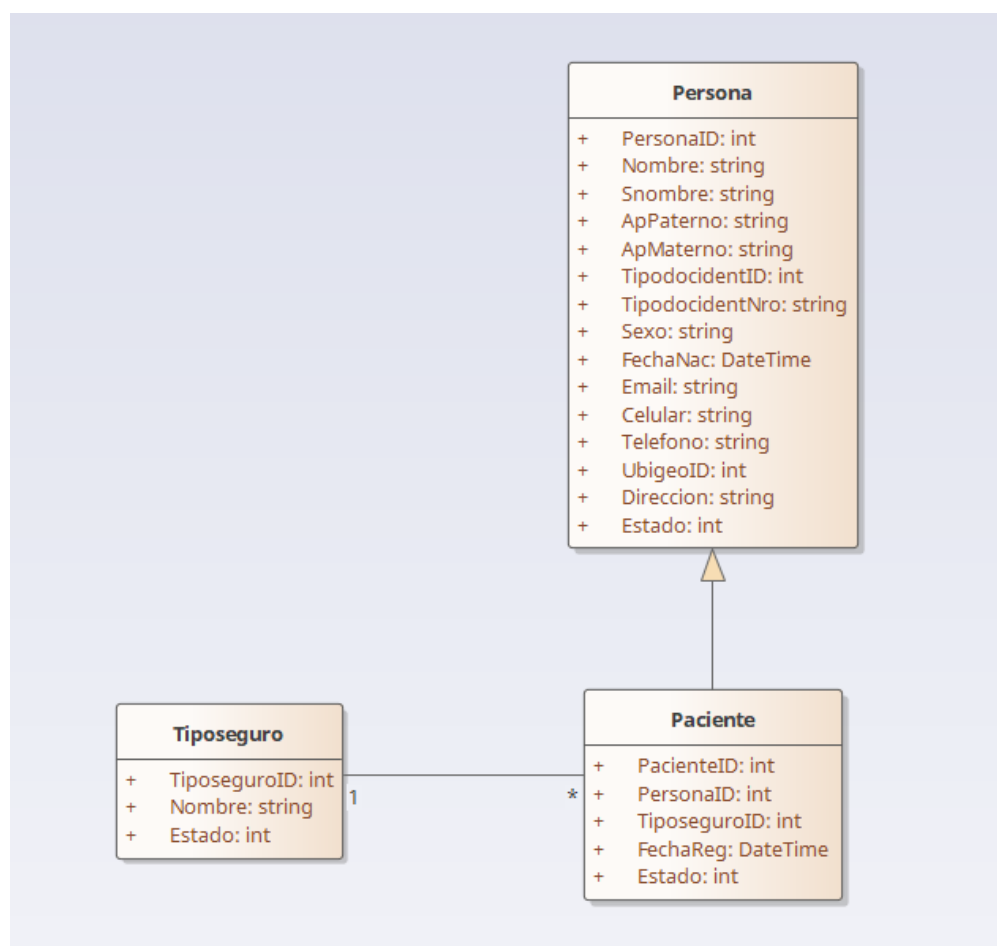 Persona
+ PersonaID: int
+ Nombre: string
+ Snombre: string
+ ApPaterno: string
+ ApMaterno: string
+ TipodocidentID: int
+ TipodocidentNro: string
+ Sexo: string
+ FechaNac: DateTime
+ Email: string
+ Celular: string
+ Telefono: string
+ UbigeoID: int
+ Direccion: string
+ Estado: int
Tiposeguro
+ TiposeguroID: int
+ Nombre: string
+ Estado: int
1
*
Paciente
+ PacienteID: int
+ PersonaID: int
+ TiposeguroID: int
+ FechaReg: DateTime
+ Estado: int